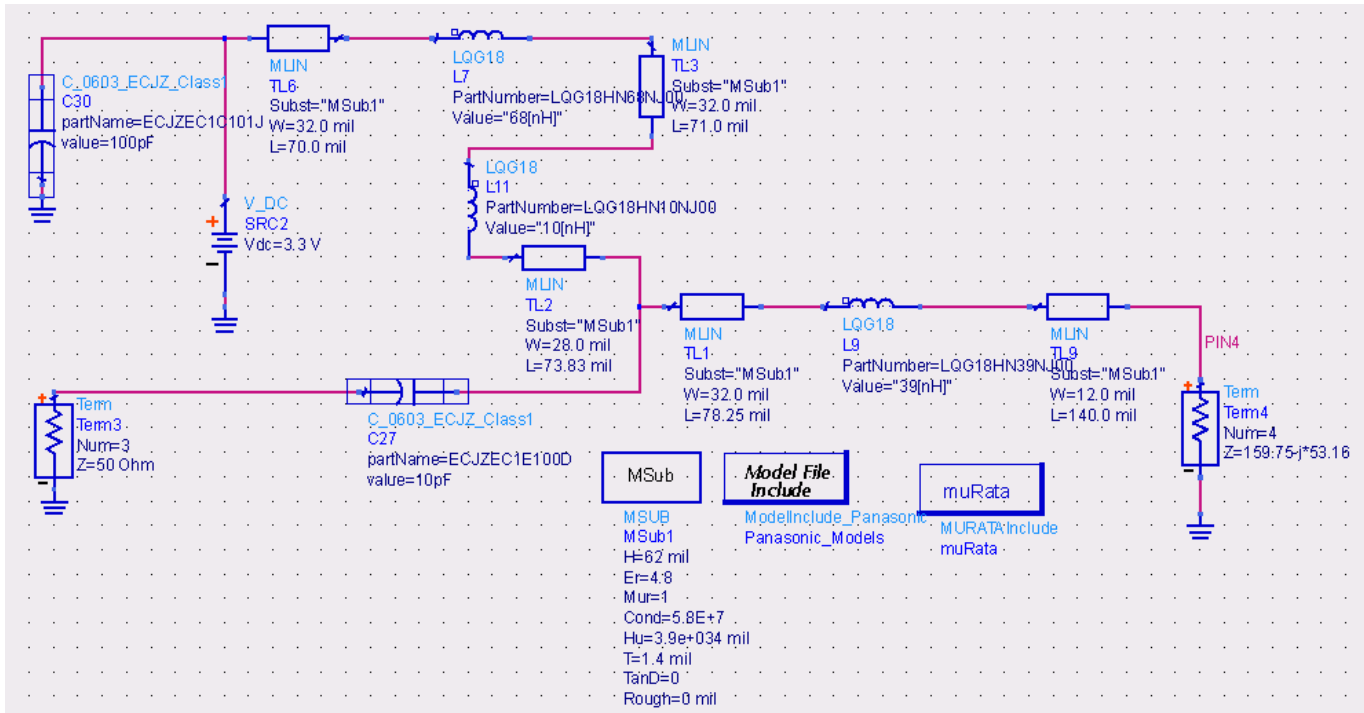 C_0603_ECJZ_Class1
C30
partName=ECJZEC1C101J
value=100pF
MLIN
TL6
Subst="MSub1"
W=32.0 mil
L=70.0 mil
LQG18
L7
PartNumber=LQG18HN68NJ00
Value="68[nH]"
MLIN
TL3
Subst="MSub1"
W=32.0 mil
L=71.0 mil
+
V_DC
SRC2
Vdc=3.3 V
LQG18
L11
PartNumber=LQG18HN10NJ00
Value="10[nH]"
MLIN
TL2
Subst="MSub1"
W=28.0 mil
L=73.83 mil
MLIN
TL1
Subst="MSub1"
W=32.0 mil
L=78.25 mil
LQG18
L9
PartNumber=LQG18HN39NJ00
Value="39[nH]"
MLIN
TL9
Subst="MSub1"
W=12.0 mil
L=140.0 mil
PIN4
+
Term
Term3
Num=3
Z=50 Ohm
C_0603_ECJZ_Class1
C27
partName=ECJZEC1E100D
value=10pF
+
Term
Term4
Num=4
Z=159.75-j*53.16
MSub
MSUB
MSub1
H=62 mil
Er=4.8
Mur=1
Cond=5.8E+7
Hu=3.9e+034 mil
T=1.4 mil
TanD=0
Rough=0 mil
Model File
Include
ModelInclude_Panasonic
Panasonic_Models
muRata
MURATAInclude
muRata